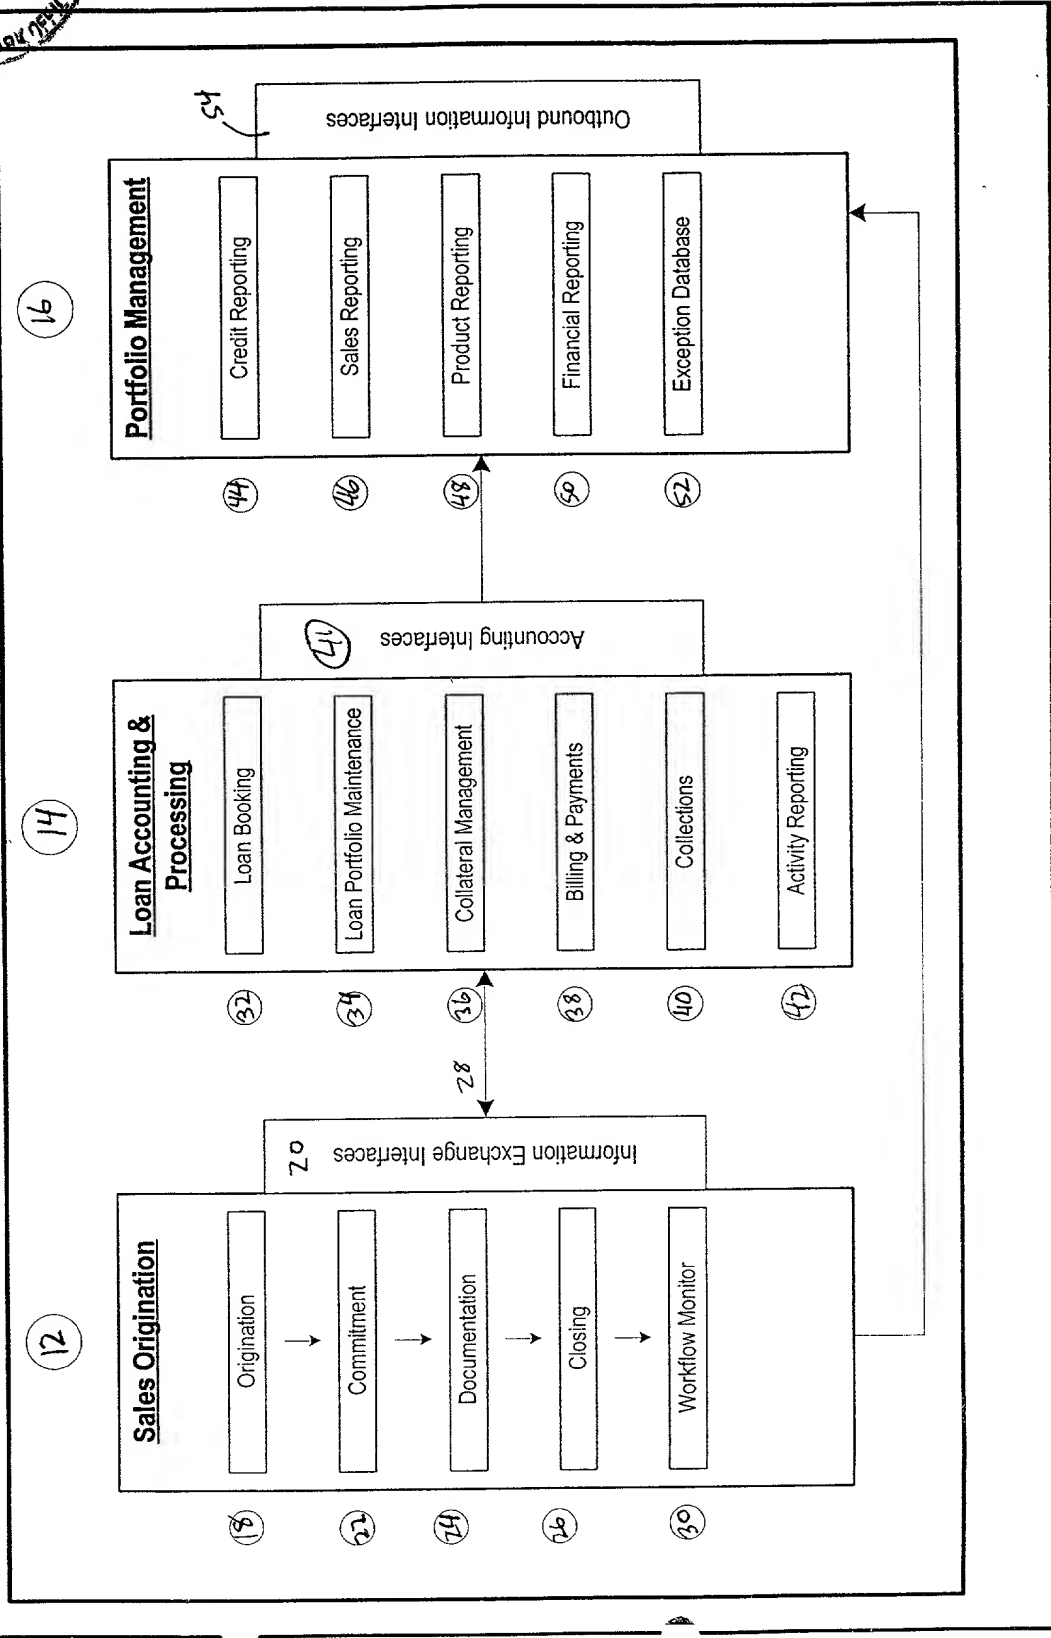 12
Sales Origination
18
Origination
22
Commitment
24
Documentation
26
Closing
30
Workflow Monitor
20
Information Exchange Interfaces
28
14
Loan Accounting &
Processing
32
Loan Booking
34
Loan Portfolio Maintenance
36
Collateral Management
38
Billing & Payments
40
Collections
42
Activity Reporting
41
Accounting Interfaces
16
Portfolio Management
44
Credit Reporting
46
Sales Reporting
48
Product Reporting
50
Financial Reporting
52
Exception Database
54
Outbound Information Interfaces